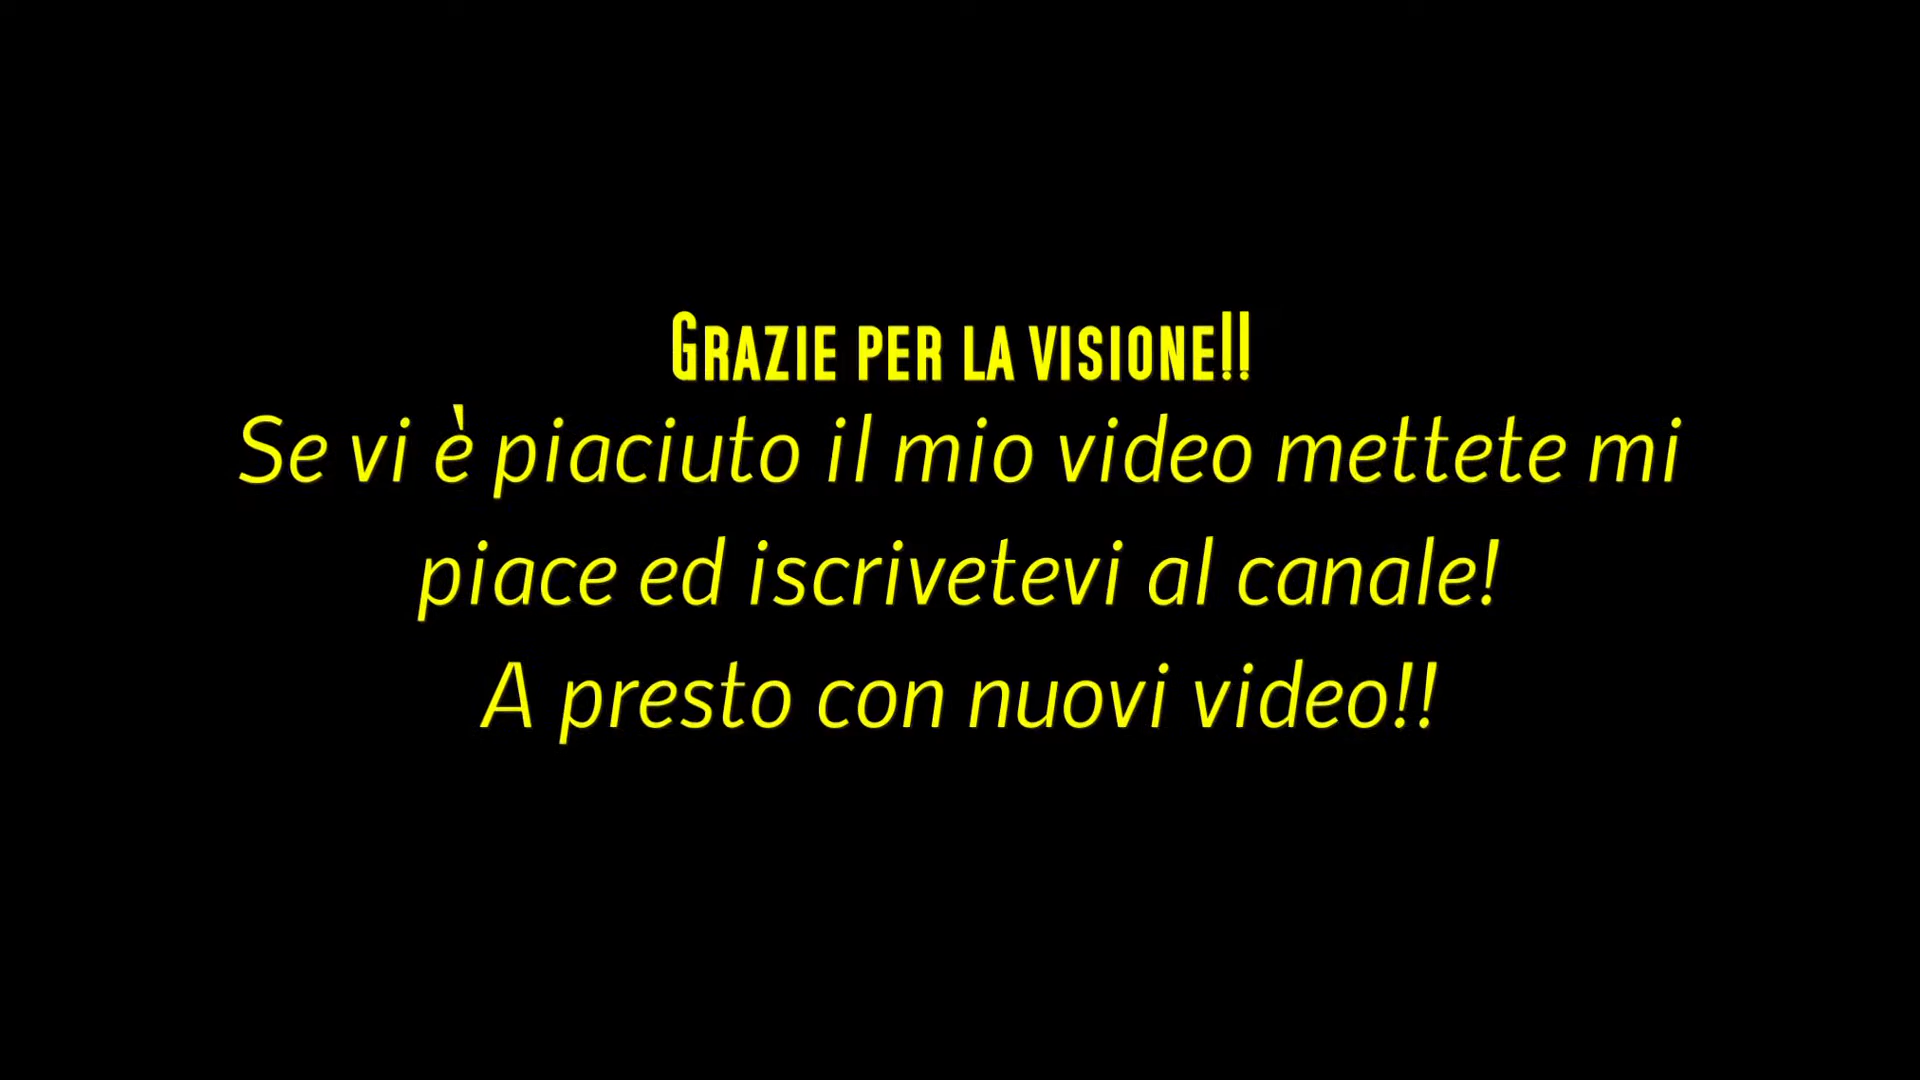 Grazie per la visione!!
Se vi è piaciuto il mio video mettete mi
piace ed iscrivetevi al canale!
A presto con nuovi video!!